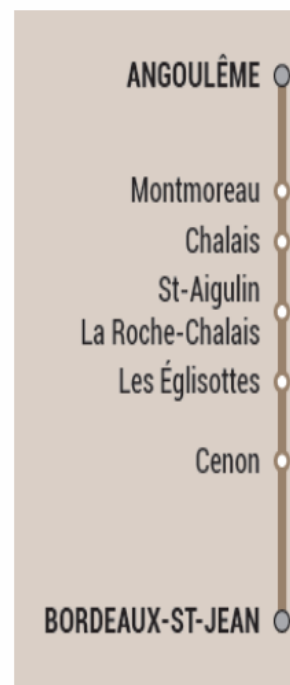 ANGOULÊME
Montmoreau
Chalais
St-Aigulin
La Roche-Chalais
Les Églisottes
Cenon
BORDEAUX-ST-JEAN